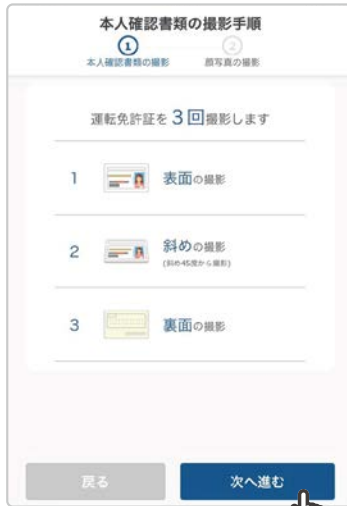 本人確認書類の撮影手順
1 2
本人確認書類の撮影 顔写真の撮影
運転免許証を3回撮影します
1 表面の撮影
2 斜めの撮影
(斜め45度から撮影)
3 裏面の撮影
戻る 次へ進む